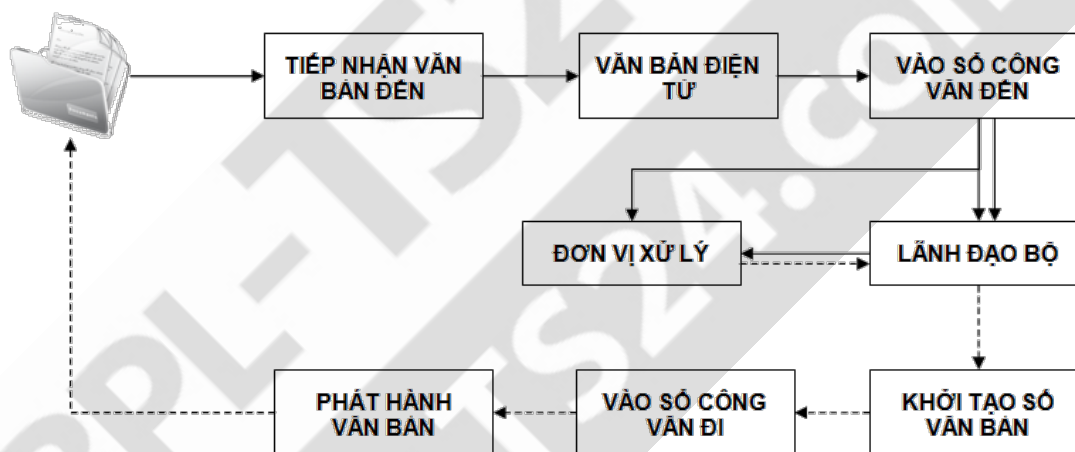 TIẾP NHẬN VĂN
BẢN ĐẾN
VĂN BẢN ĐIỆN
TỬ
VÀO SỐ CÔNG
VĂN ĐẾN
ĐƠN VỊ XỬ LÝ
LÃNH ĐẠO BỘ
PHÁT HÀNH
VĂN BẢN
VÀO SỐ CÔNG
VĂN ĐI
KHỞI TẠO SỐ
VĂN BẢN